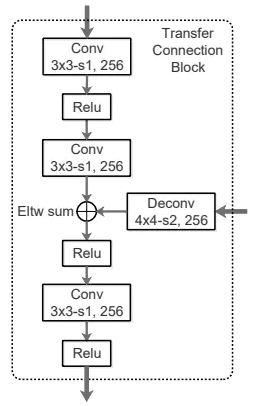 Transfer
Connection
Block
Conv
3x3-s1, 256
Relu
Conv
3x3-s1, 256
Eltw sum
Deconv
4x4-s2, 256
Relu
Conv
3x3-s1, 256
Relu